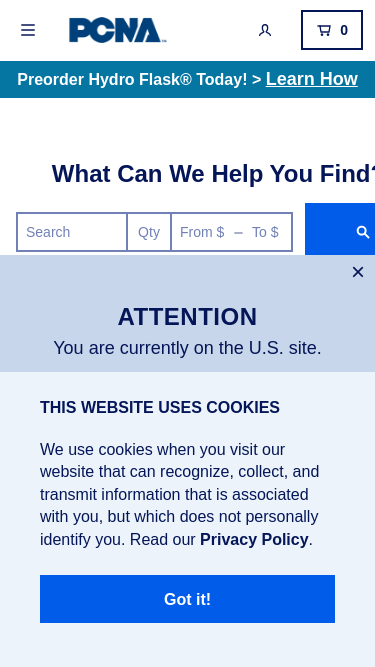 PCNA
0
Preorder Hydro Flask® Today! > Learn How
What Can We Help You Find?
Search Qty From $ – To $
ATTENTION
You are currently on the U.S. site.
THIS WEBSITE USES COOKIES
We use cookies when you visit our
website that can recognize, collect, and
transmit information that is associated
with you, but which does not personally
identify you. Read our Privacy Policy.
Got it!